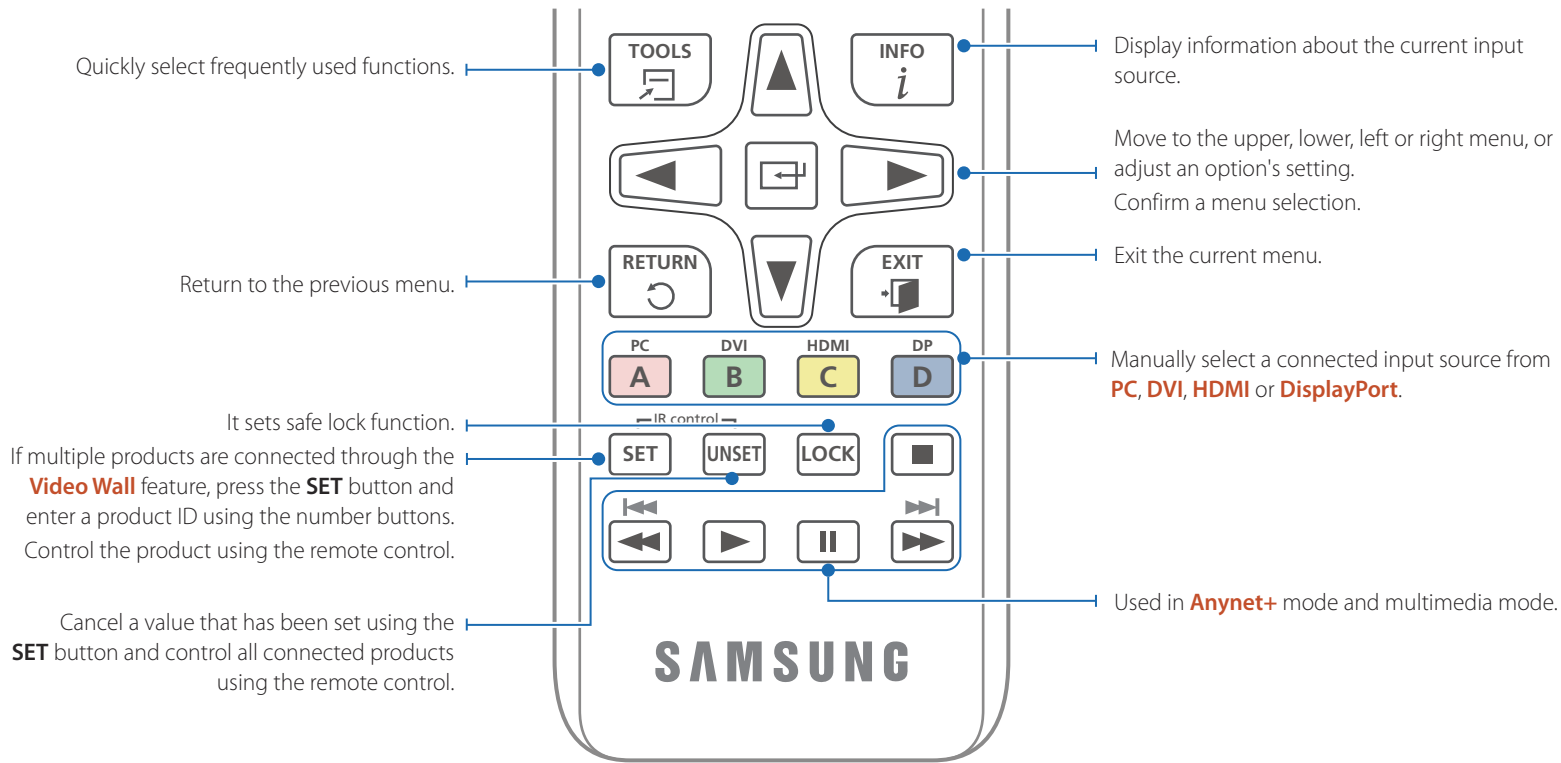 TOOLS
INFO
i
Quickly select frequently used functions.
Display information about the current input
source.
Move to the upper, lower, left or right menu, or
adjust an option's setting.
Confirm a menu selection.
RETURN
EXIT
Return to the previous menu.
Exit the current menu.
PC DVI HDMI DP
A B C D
Manually select a connected input source from
PC, DVI, HDMI or DisplayPort.
It sets safe lock function.
IR control
SET UNSET LOCK
If multiple products are connected through the
Video Wall feature, press the SET button and
enter a product ID using the number buttons.
Control the product using the remote control.
Used in Anynet+ mode and multimedia mode.
Cancel a value that has been set using the
SET button and control all connected products
using the remote control.
SAMSUNG